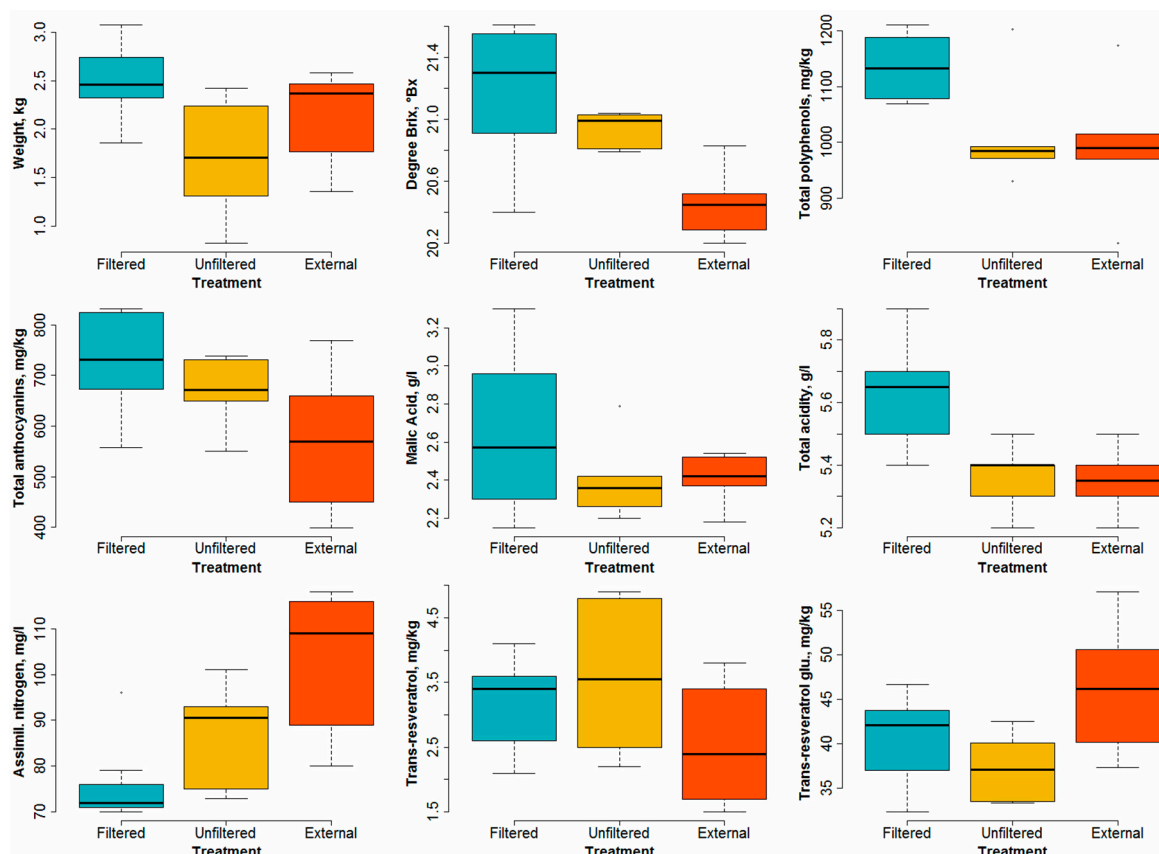 Weight, kg
3.0
2.5
2.0
1.5
1.0
Filtered Unfiltered External
Treatment
Degree Brix, °Bx
21.4
21.0
20.6
20.2
Filtered Unfiltered External
Treatment
Total polyphenols, mg/kg
1200
1100
1000
900
Filtered Unfiltered External
Treatment
Total anthocyanins, mg/kg
800
700
600
500
400
Filtered Unfiltered External
Treatment
Malic Acid, g/l
3.2
3.0
2.8
2.6
2.4
2.2
Filtered Unfiltered External
Treatment
Total acidity, g/l
5.8
5.6
5.4
5.2
Filtered Unfiltered External
Treatment
Assimil. nitrogen, mg/l
110
100
90
80
70
Filtered Unfiltered External
Treatment
Trans-resveratrol, mg/kg
4.5
3.5
2.5
1.5
Filtered Unfiltered External
Treatment
Trans-resveratrol glu., mg/kg
55
50
45
40
35
Filtered Unfiltered External
Treatment